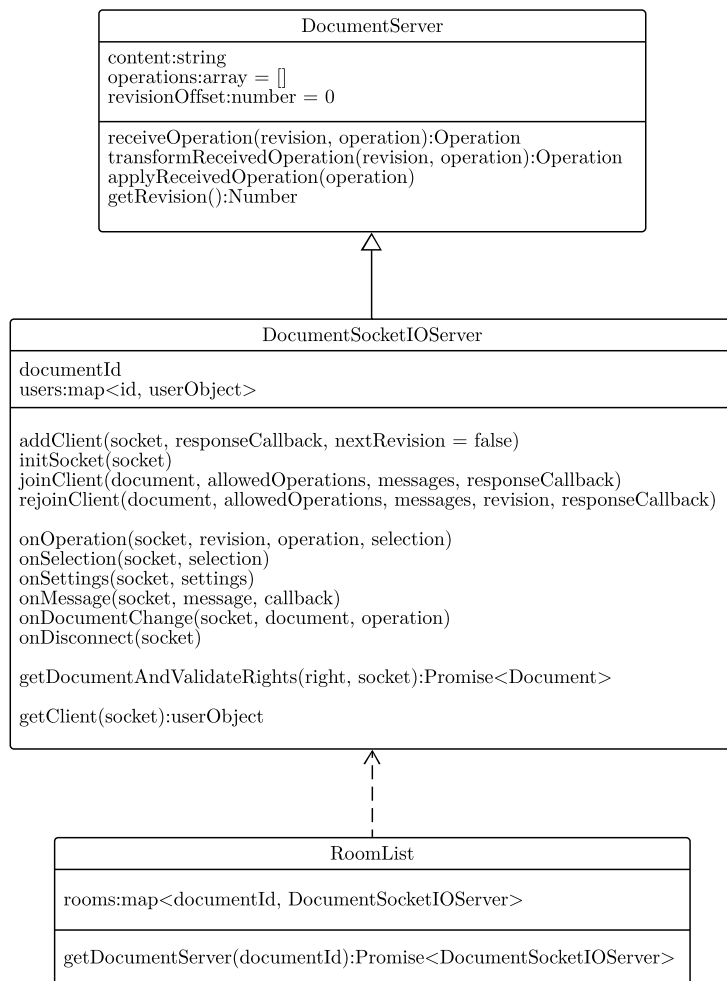 DocumentServer
content:string
operations:array = []
revisionOffset:number = 0
receiveOperation(revision, operation):Operation
transformReceivedOperation(revision, operation):Operation
applyReceivedOperation(operation)
getRevision():Number
DocumentSocketIOServer
documentId
users:map<id, userObject>
addClient(socket, responseCallback, nextRevision = false)
initSocket(socket)
joinClient(document, allowedOperations, messages, responseCallback)
rejoinClient(document, allowedOperations, messages, revision, responseCallback)
onOperation(socket, revision, operation, selection)
onSelection(socket, selection)
onSettings(socket, settings)
onMessage(socket, message, callback)
onDocumentChange(socket, document, operation)
onDisconnect(socket)
getDocumentAndValidateRights(right, socket):Promise<Document>
getClient(socket):userObject
RoomList
rooms:map<documentId, DocumentSocketIOServer>
getDocumentServer(documentId):Promise<DocumentSocketIOServer>